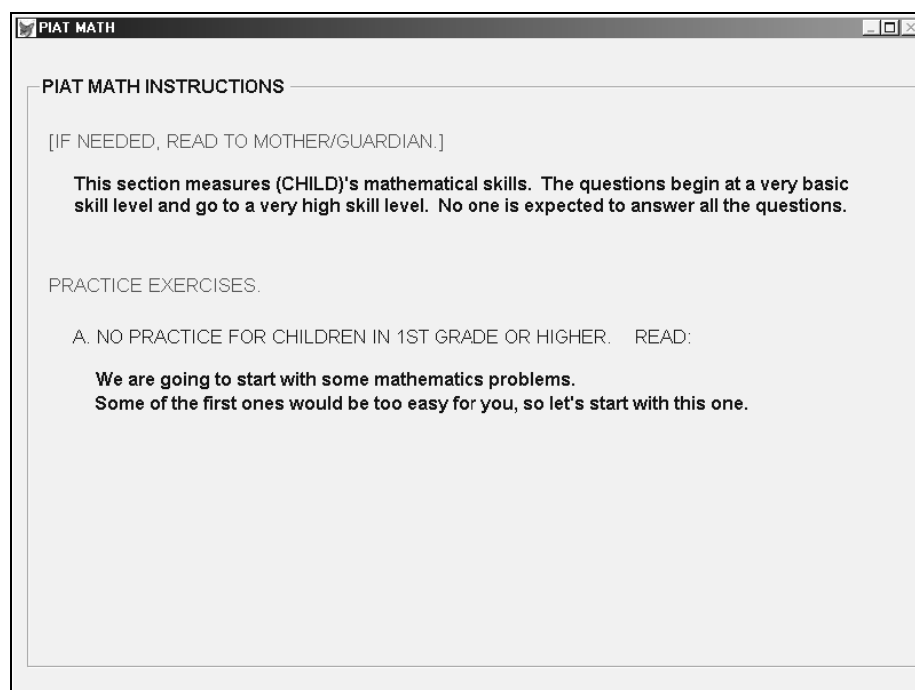 PIAT MATH
PIAT MATH INSTRUCTIONS
[IF NEEDED, READ TO MOTHER/GUARDIAN.]
This section measures (CHILD)'s mathematical skills. The questions begin at a very basic
skill level and go to a very high skill level. No one is expected to answer all the questions.
PRACTICE EXERCISES.
A. NO PRACTICE FOR CHILDREN IN 1ST GRADE OR HIGHER. READ:
We are going to start with some mathematics problems.
Some of the first ones would be too easy for you, so let's start with this one.